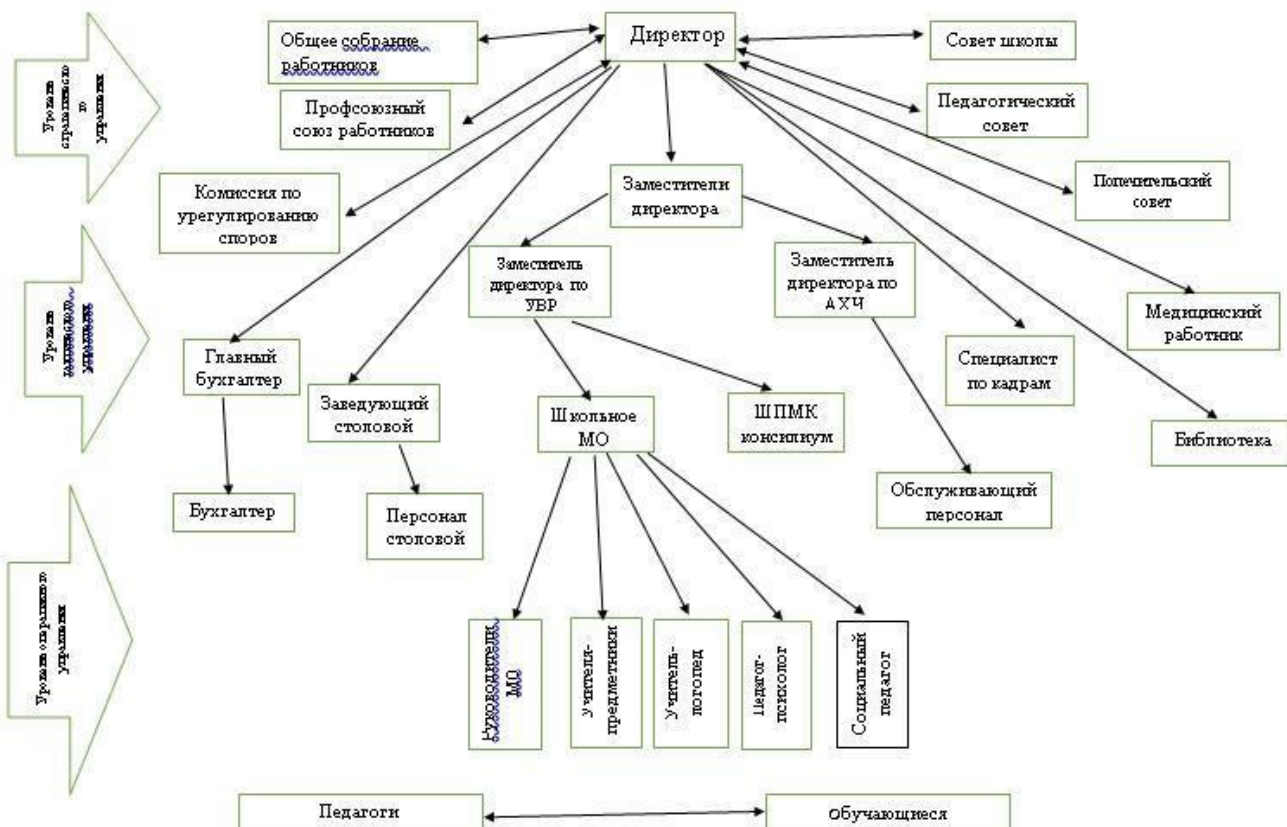 Директор
Общее собрание
работников
Совет школы
Уровень
стратегическо
го
управления
Профсоюзный
союз работников
Педагогический
совет
Комиссия по
урегулированию
споров
Заместители
директора
Попечительский
совет
Уровень
управления
Заместитель
директора по
УВР
Заместитель
директора по
АХЧ
Медицинский
работник
Главный
бухгалтер
Специалист
по кадрам
Заведующий
столовой
Школьное
МО
ШПМК
консилиум
Библиотека
Бухгалтер
Персонал
столовой
Обслуживающий
персонал
Уровень оперативного
управления
Руководители
МО
Учителя-
предметники
Учитель-
логопед
Педагог-
психолог
Социальный
педагог
Педагоги
Обучающиеся